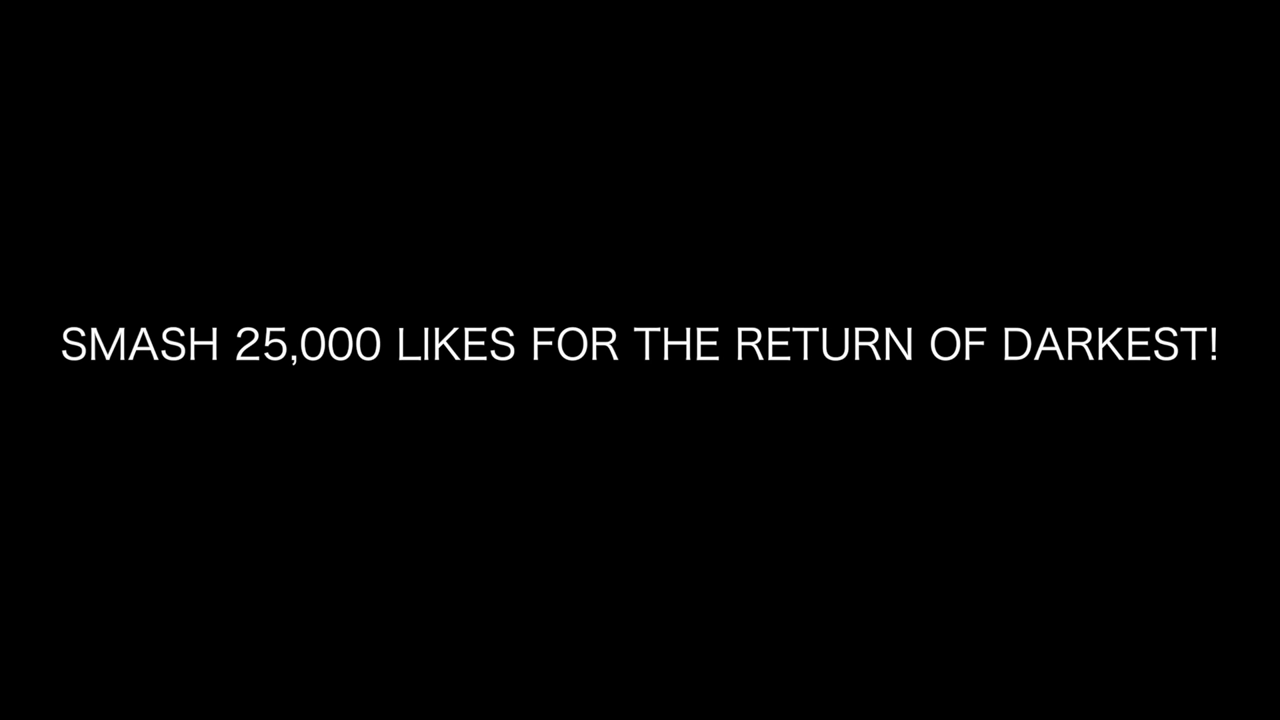 SMASH 25,000 LIKES FOR THE RETURN OF DARKEST!